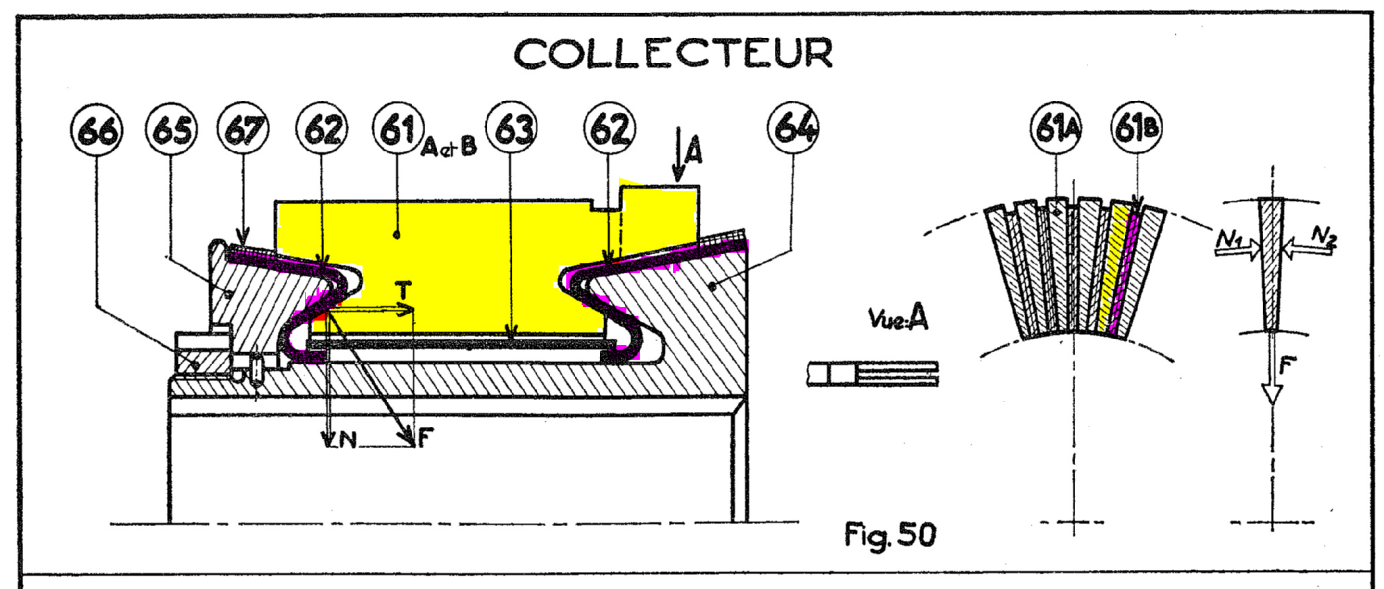 COLLECTEUR
66 65 67 62 61 A et B 63 62 A 64 61A 61B
N1 N2
T
Vue:A
F
N F
Fig. 50